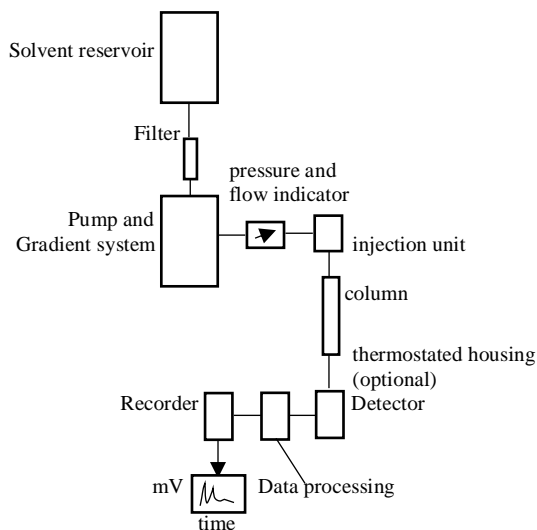 Solvent reservoir
Filter
pressure and
flow indicator
Pump and
Gradient system
injection unit
column
thermostated housing
(optional)
Recorder
Detector
mV
Data processing
time